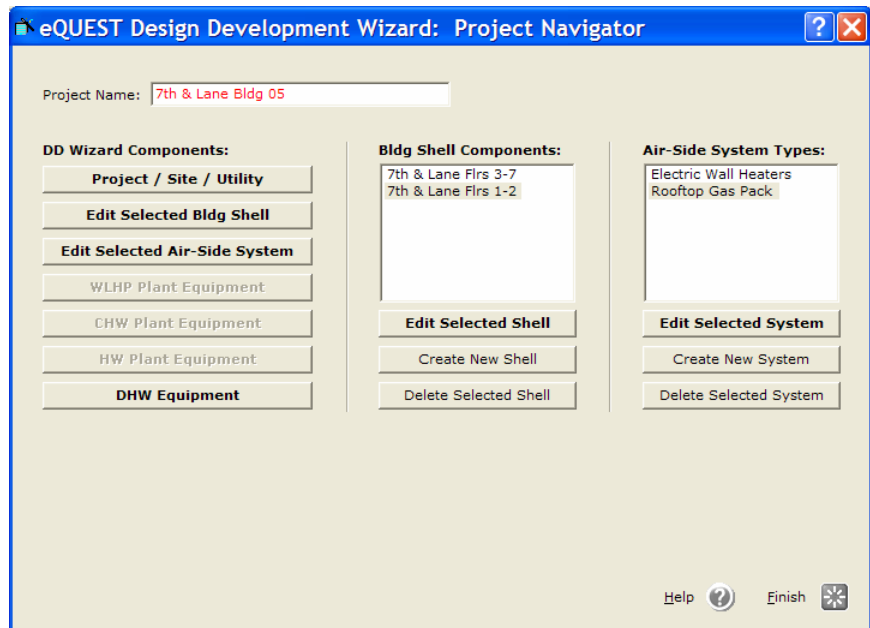 eQUEST Design Development Wizard: Project Navigator
Project Name: 7th & Lane Bldg 05
DD Wizard Components:
Project / Site / Utility
Edit Selected Bldg Shell
Edit Selected Air-Side System
WLHP Plant Equipment
CHW Plant Equipment
HW Plant Equipment
DHW Equipment
Bldg Shell Components:
7th & Lane Flrs 3-7
7th & Lane Flrs 1-2
Edit Selected Shell
Create New Shell
Delete Selected Shell
Air-Side System Types:
Electric Wall Heaters
Rooftop Gas Pack
Edit Selected System
Create New System
Delete Selected System
Help ?
Finish